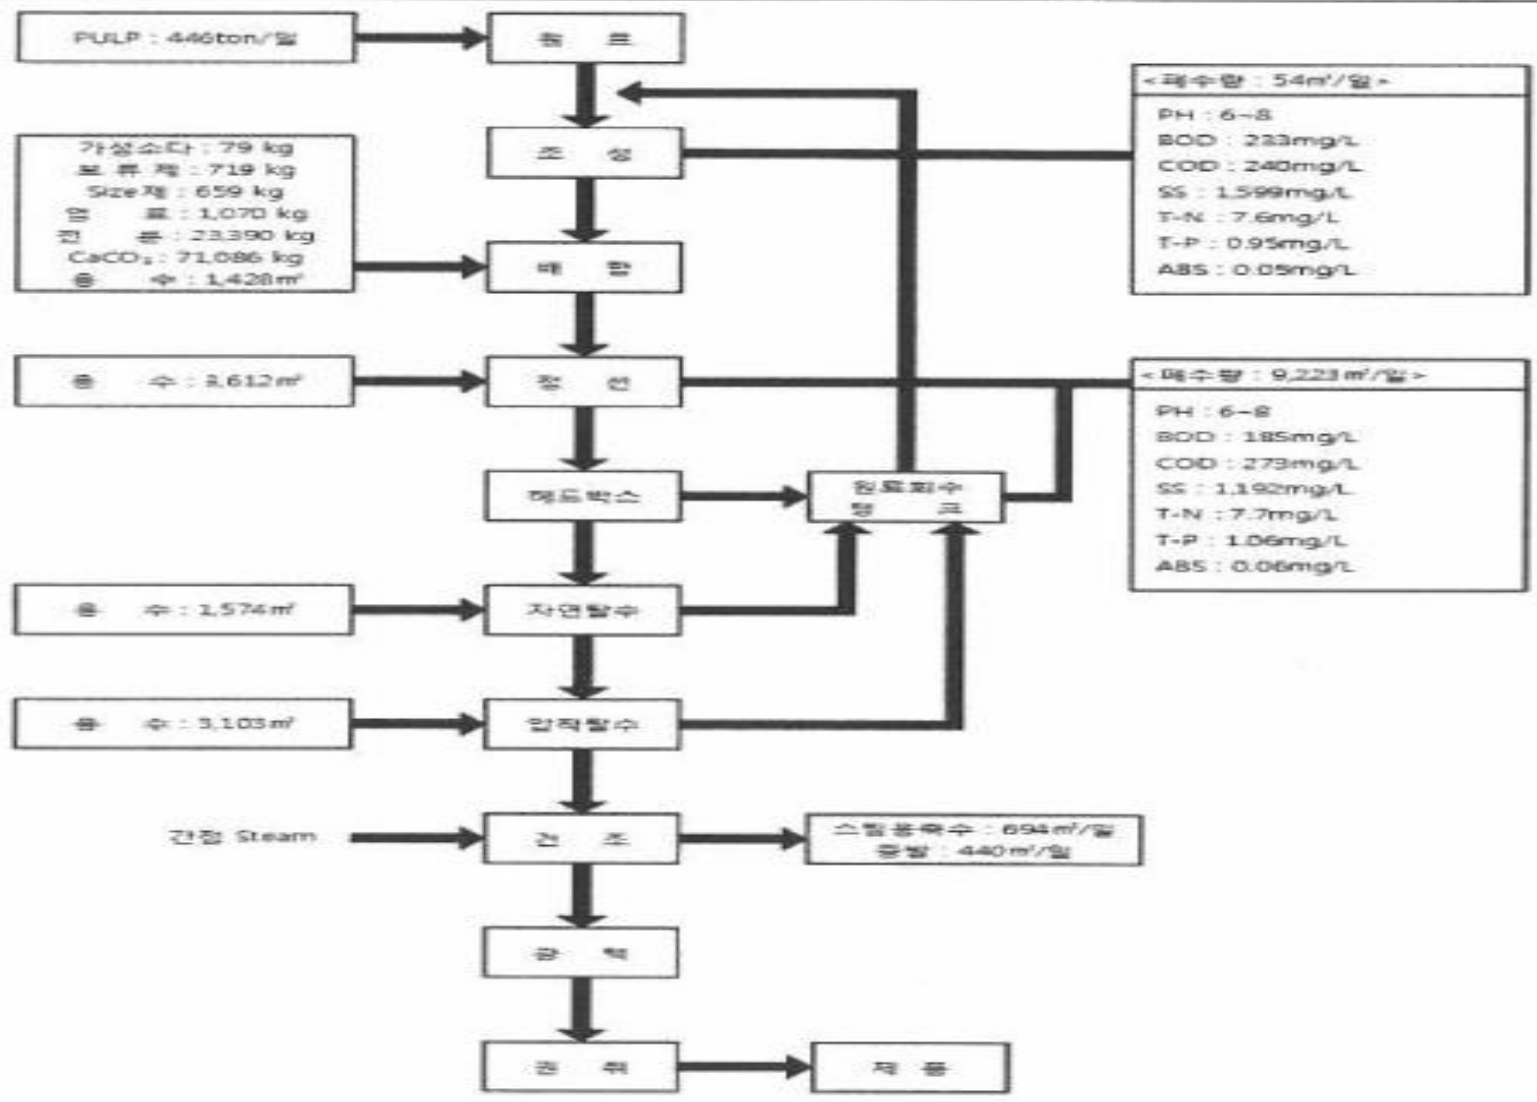 PULP : 446ton/일
원 료
<폐수량 : 54㎥/일>
PH : 6~8
BOD : 233mg/L
COD : 240mg/L
SS : 1,599mg/L
T-N : 7.6mg/L
T-P : 0.95mg/L
ABS : 0.05mg/L
조 성
가성소다 : 79 kg
보 류 제 : 719 kg
Size제 : 659 kg
염 료 : 1,070 kg
전 분 : 23,390 kg
CaCO₃ : 71,086 kg
용 수 : 1,428㎥
배 합
용 수 : 3,612㎥
정 선
<폐수량 : 9,223㎥/일>
PH : 6~8
BOD : 185mg/L
COD : 273mg/L
SS : 1,192mg/L
T-N : 7.7mg/L
T-P : 1.06mg/L
ABS : 0.06mg/L
헤드박스
원료회수
탱 크
용 수 : 1,574㎥
자연탈수
용 수 : 3,103㎥
압착탈수
간접 Steam
건 조
스팀응축수 : 694㎥/일
증발 : 440㎥/일
광 택
권 취
제 품